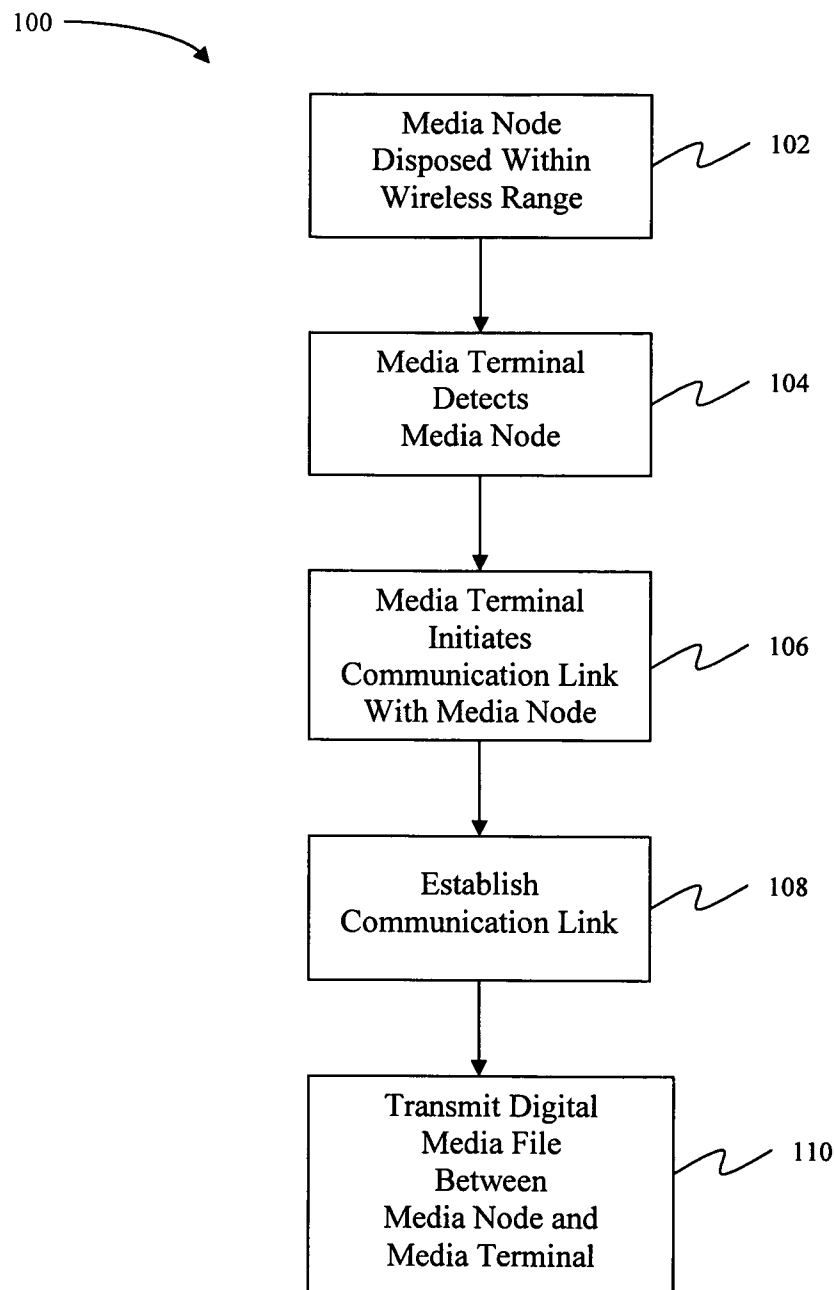 100
Media Node
Disposed Within
Wireless Range
102
Media Terminal
Detects
Media Node
104
Media Terminal
Initiates
Communication Link
With Media Node
106
Establish
Communication Link
108
Transmit Digital
Media File
Between
Media Node and
Media Terminal
110